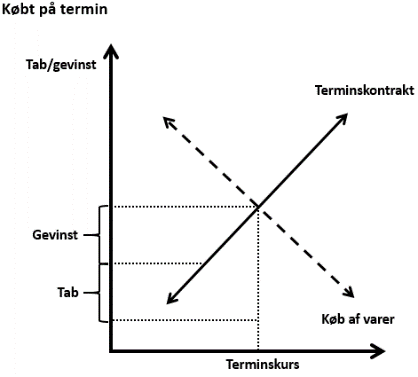 Købt på termin
Tab/gevinst
Terminskontrakt
Gevinst
Tab
Køb af varer
Terminskurs